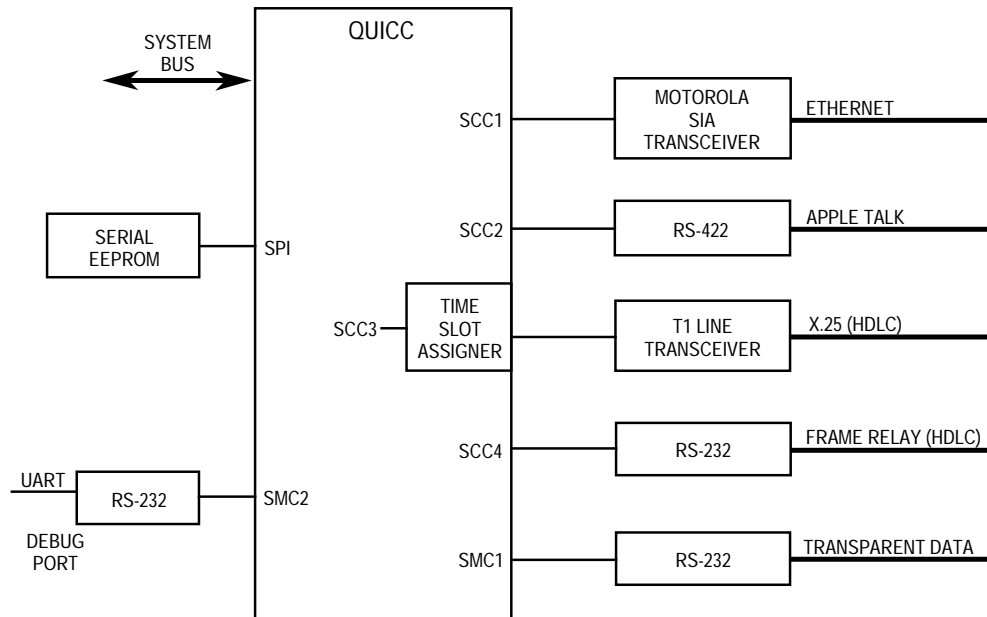 QUICC
SYSTEM
BUS
SCC1
MOTOROLA
SIA
TRANSCEIVER
ETHERNET
SERIAL
EEPROM
SPI
SCC2
RS-422
APPLE TALK
SCC3
TIME
SLOT
ASSIGNER
T1 LINE
TRANSCEIVER
X.25 (HDLC)
SCC4
RS-232
FRAME RELAY (HDLC)
UART
RS-232
SMC2
DEBUG
PORT
SMC1
RS-232
TRANSPARENT DATA